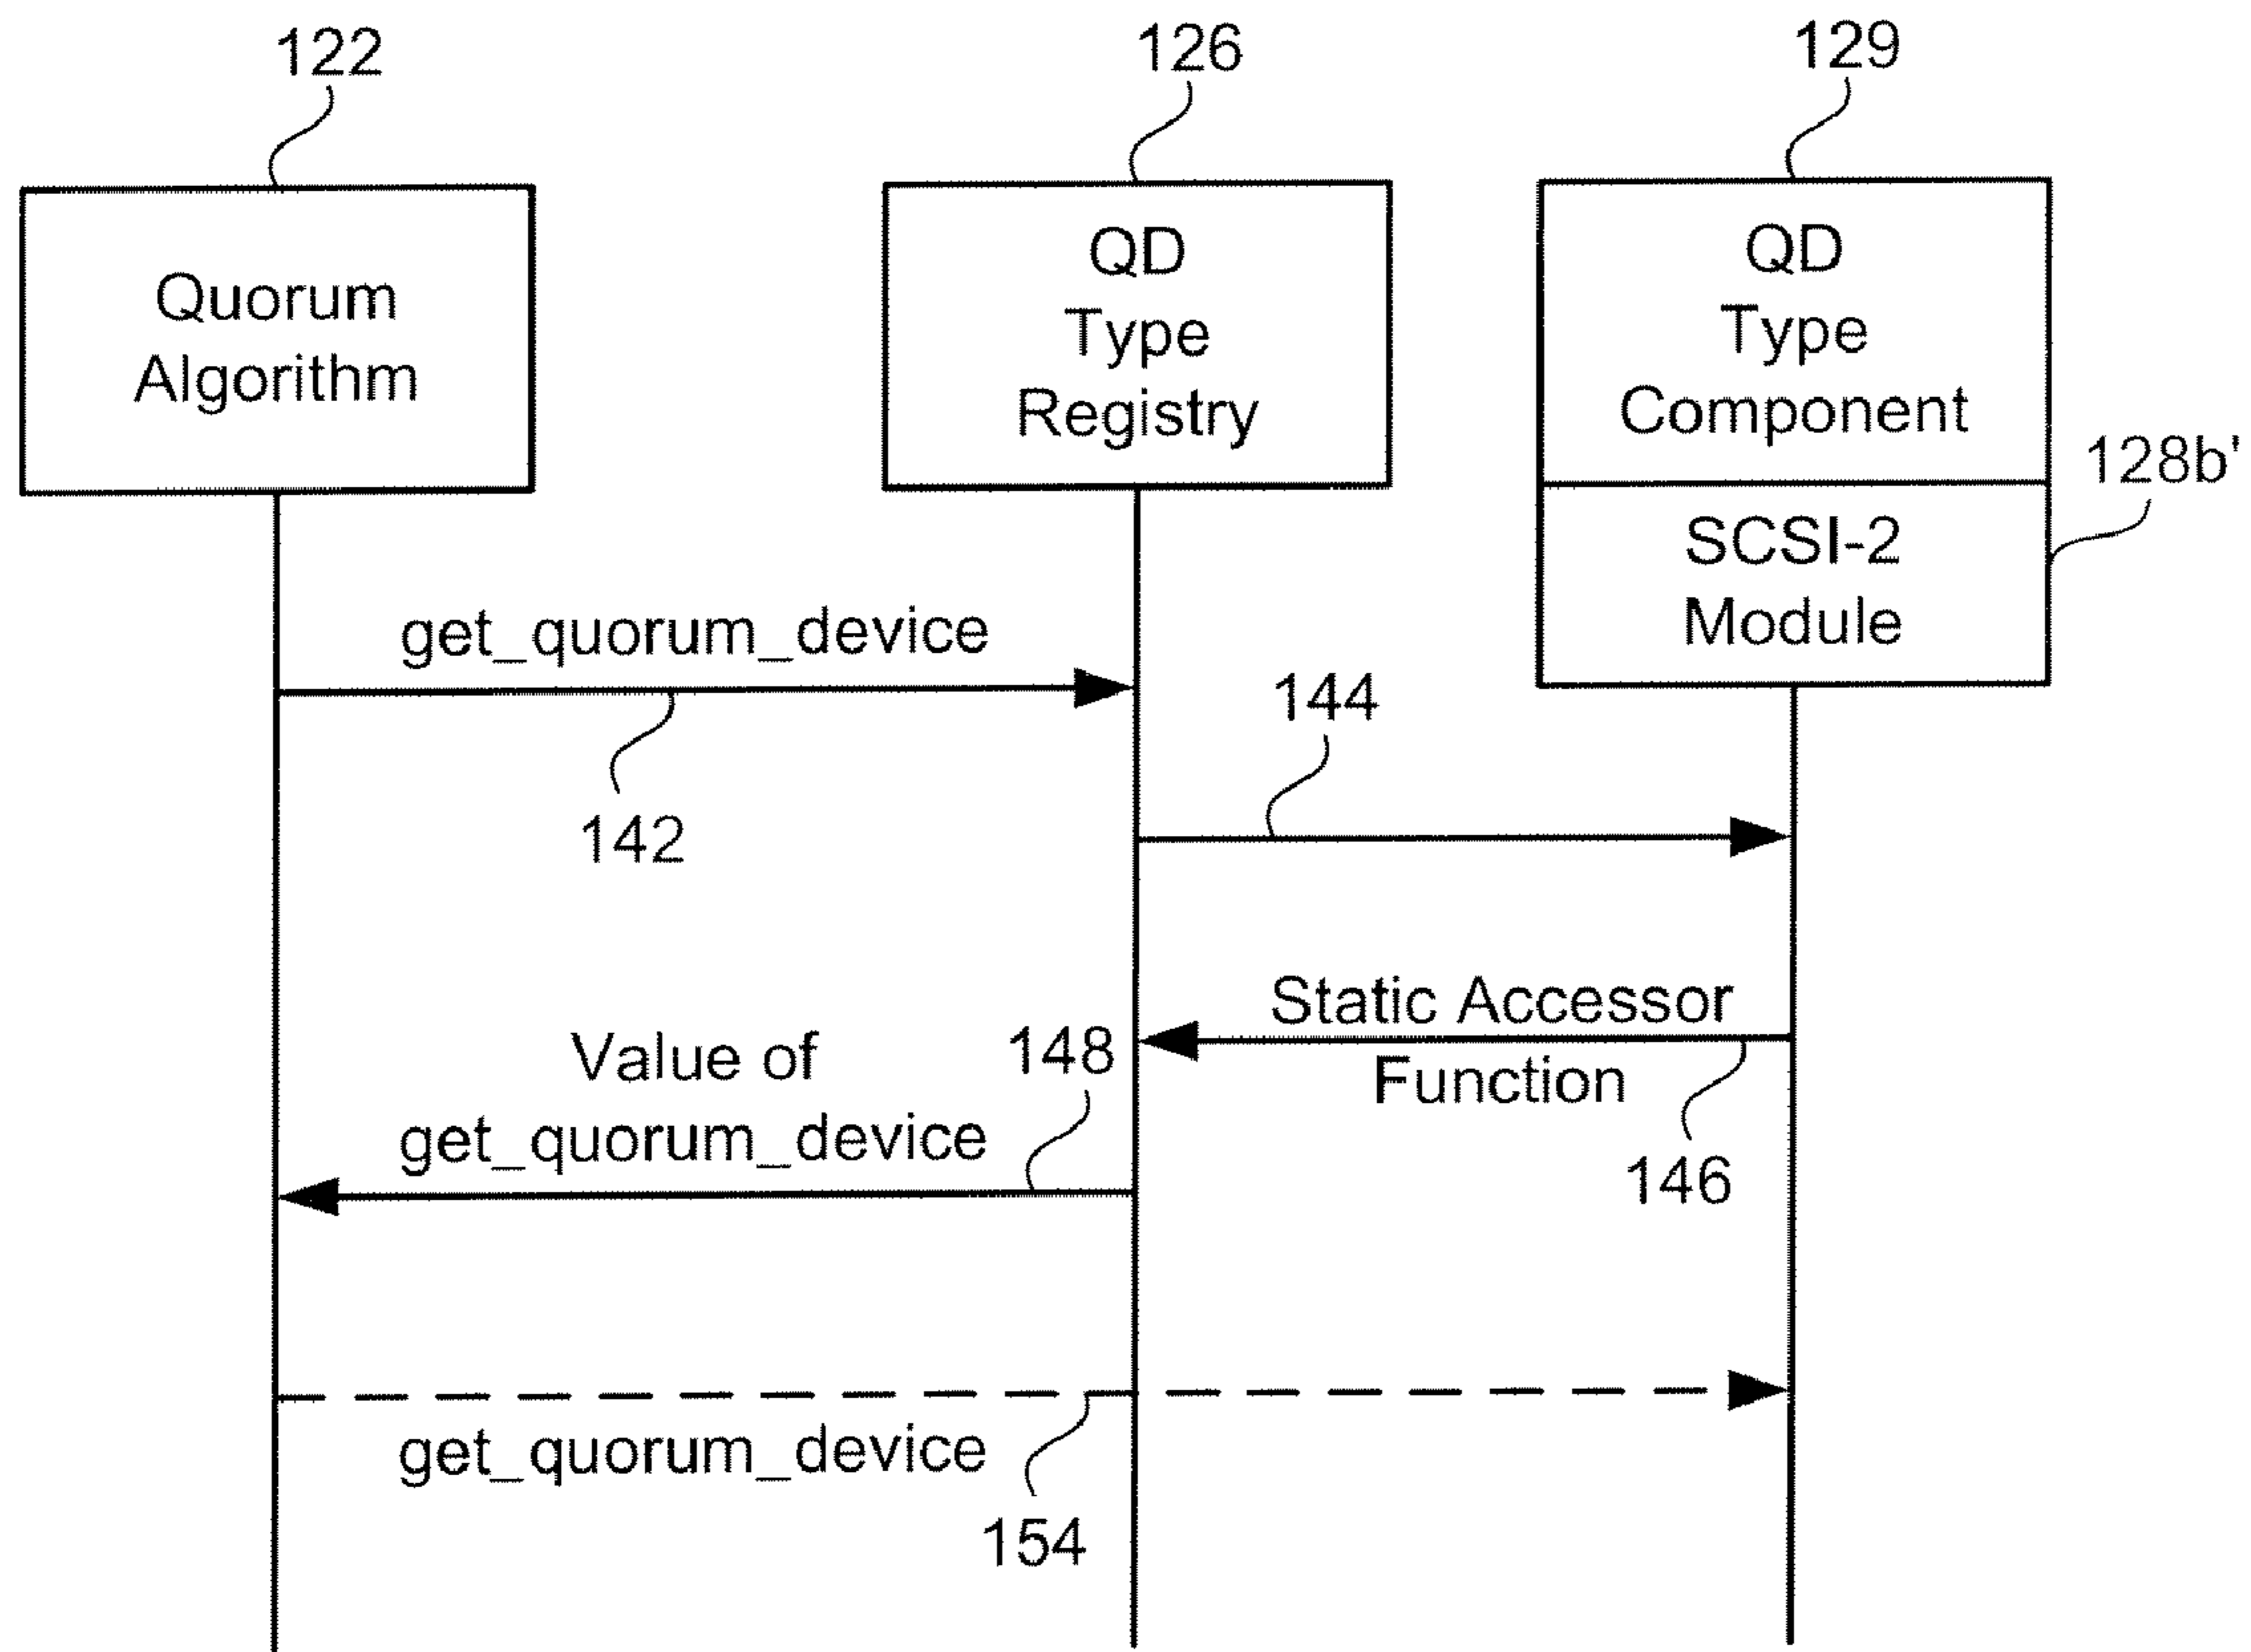 122
126
129
Quorum
Algorithm
QD
Type
Registry
QD
Type
Component
128b'
SCSI-2
Module
get_quorum_device
142
144
Static Accessor
Function
146
Value of
get_quorum_device
148
get_quorum_device
154